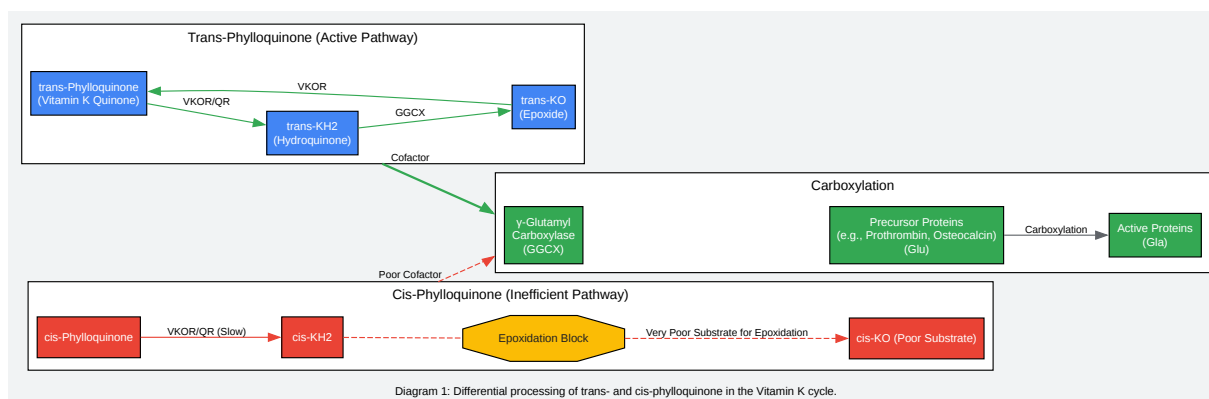 Trans-Phylloquinone (Active Pathway)
trans-Phylloquinone
(Vitamin K Quinone)
VKOR
VKOR/QR
trans-KH2
(Hydroquinone)
GGCX
trans-KO
(Epoxide)
Cofactor
Carboxylation
γ-Glutamyl
Carboxylase
(GGCX)
Precursor Proteins
(e.g., Prothrombin, Osteocalcin)
(Glu)
Carboxylation
Active Proteins
(Gla)
Poor Cofactor
Cis-Phylloquinone (Inefficient Pathway)
cis-Phylloquinone
VKOR/QR (Slow)
cis-KH2
Epoxidation Block
Very Poor Substrate for Epoxidation
cis-KO (Poor Substrate)
Diagram 1: Differential processing of trans- and cis-phylloquinone in the Vitamin K cycle.